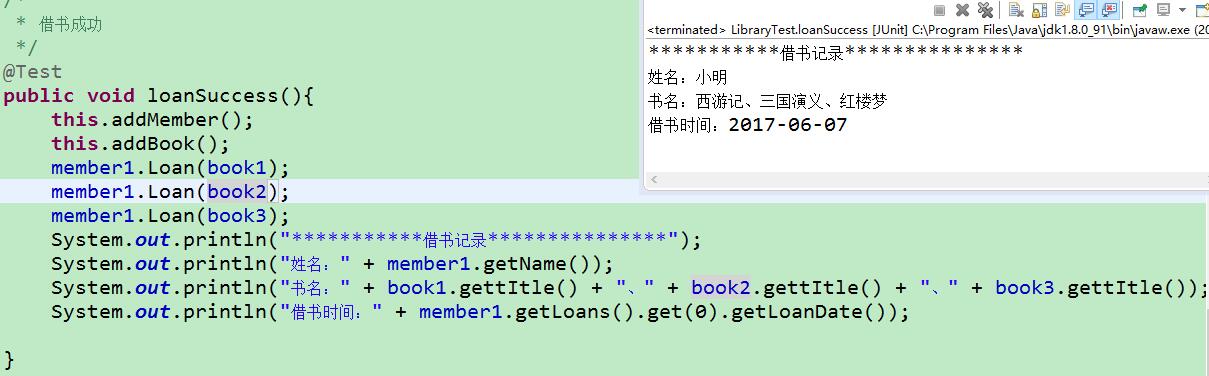 /*
 * 借书成功
 */
@Test
public void loanSuccess(){
    this.addMember();
    this.addBook();
    member1.Loan(book1);
    member1.Loan(book2);
    member1.Loan(book3);
    System.out.println("***********借书记录***************");
    System.out.println("姓名：" + member1.getName());
    System.out.println("书名：" + book1.gettItle() + "、" + book2.gettItle() + "、" + book3.gettItle());
    System.out.println("借书时间：" + member1.getLoans().get(0).getLoanDate());
}
<terminated> LibraryTest.loanSuccess [JUnit] C:\Program Files\Java\jdk1.8.0_91\bin\javaw.exe (20
***********借书记录***************
姓名：小明
书名：西游记、三国演义、红楼梦
借书时间：2017-06-07